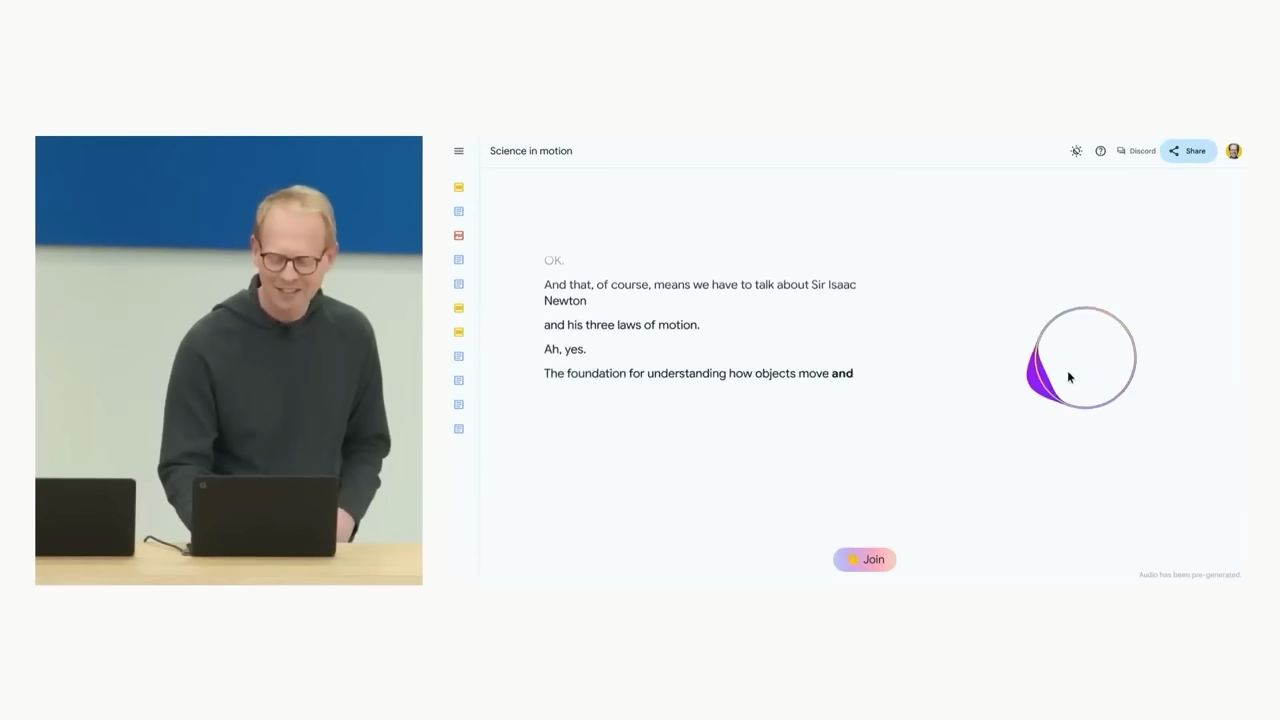 Science in motion
Discord
Share
OK.
And that, of course, means we have to talk about Sir Isaac
Newton
and his three laws of motion.
Ah, yes.
The foundation for understanding how objects move and
Join
Audio has been pre-generated.